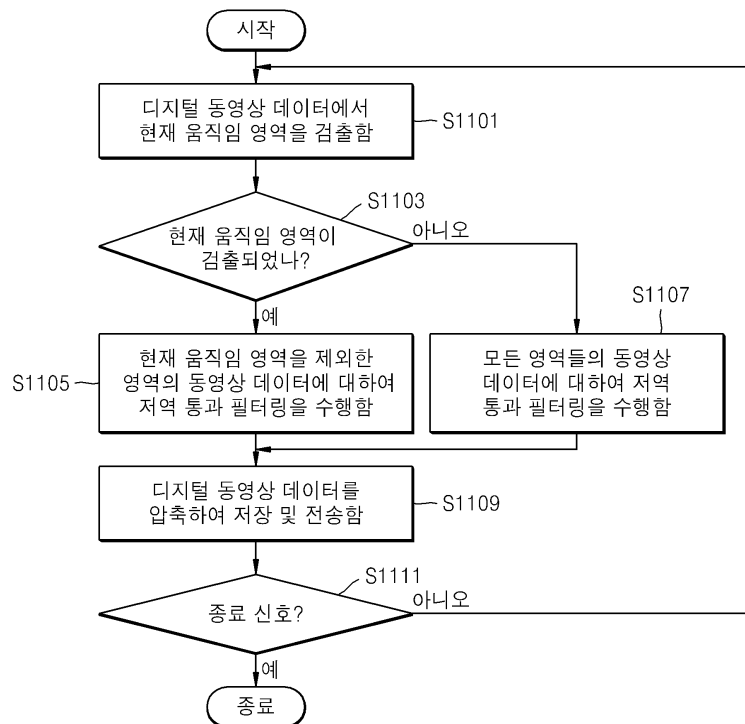 시작
디지털 동영상 데이터에서
현재 움직임 영역을 검출함
S1101
S1103
현재 움직임 영역이
검출되었나?
아니오
예
S1107
S1105
현재 움직임 영역을 제외한
영역의 동영상 데이터에 대하여
저역 통과 필터링을 수행함
모든 영역들의 동영상
데이터에 대하여 저역
통과 필터링을 수행함
디지털 동영상 데이터를
압축하여 저장 및 전송함
S1109
S1111
종료 신호?
아니오
예
종료